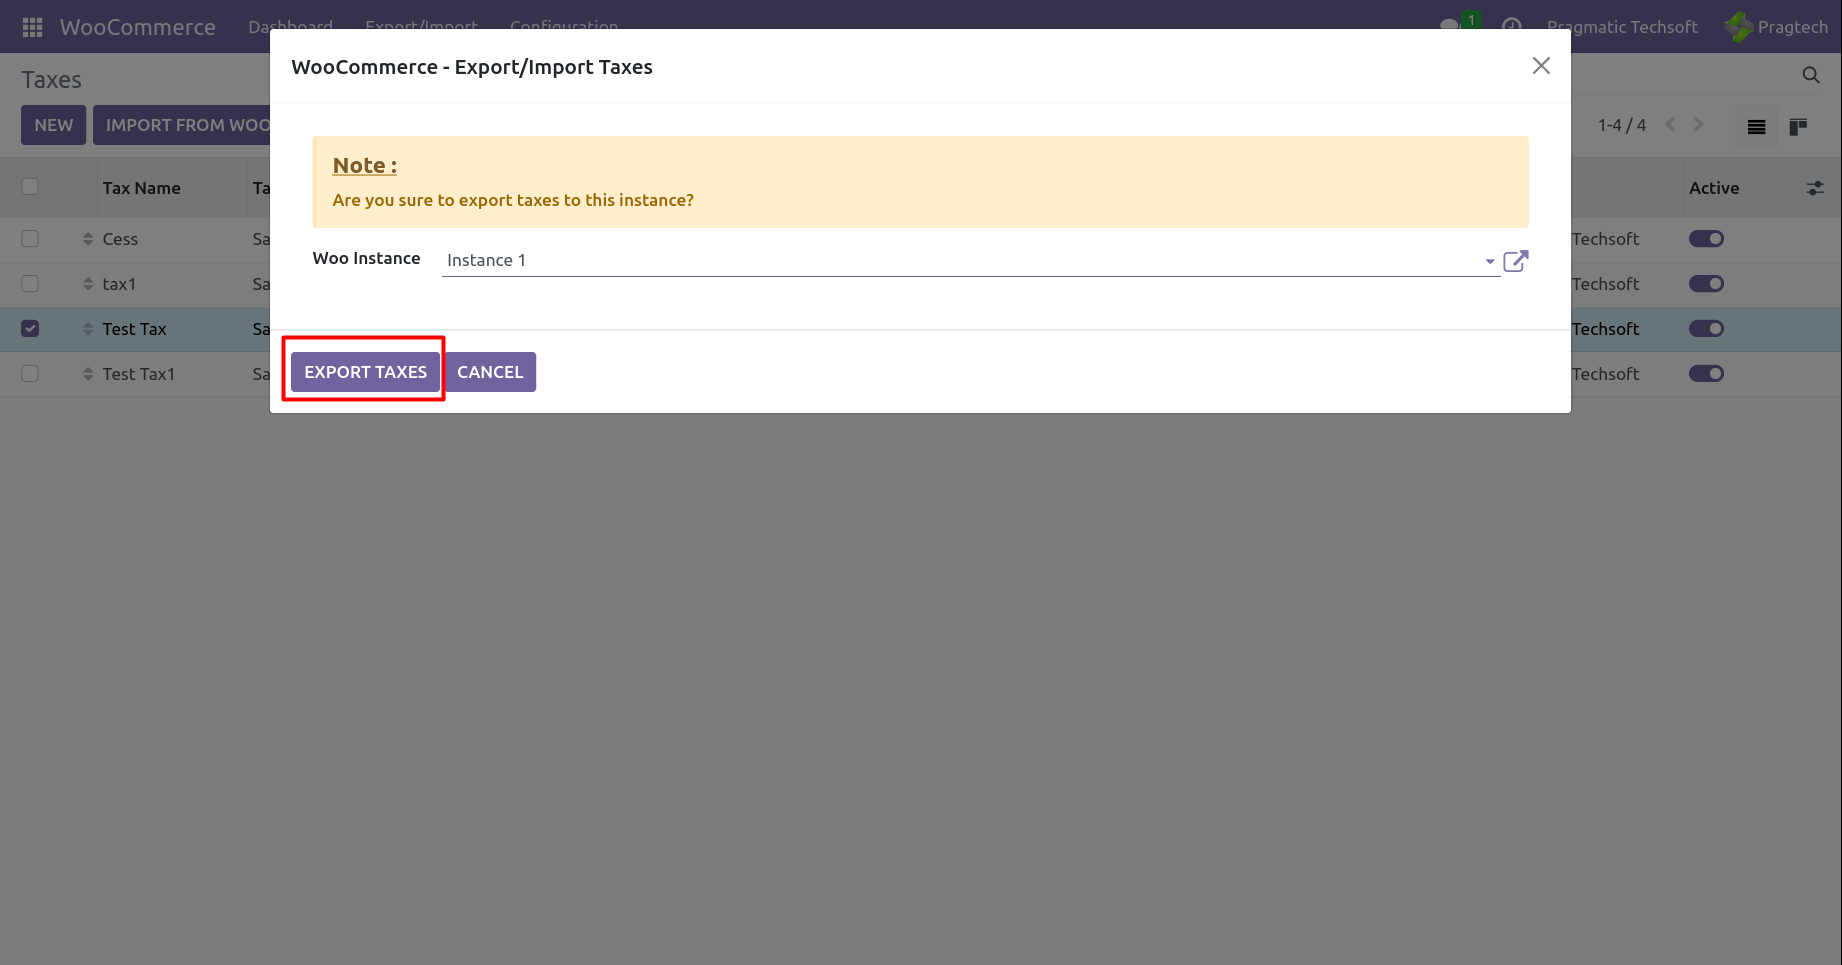 WooCommerce Dashboard Export/Import Configuration 1 Pragmatic Techsoft Pragtech
WooCommerce - Export/Import Taxes
Taxes
NEW IMPORT FROM WOO 1-4 / 4
Note :
Are you sure to export taxes to this instance?
Tax Name Ta Active
Cess Sa Techsoft
Woo Instance Instance 1
tax1 Sa Techsoft
Test Tax Sa Techsoft
EXPORT TAXES CANCEL
Test Tax1 Sa Techsoft